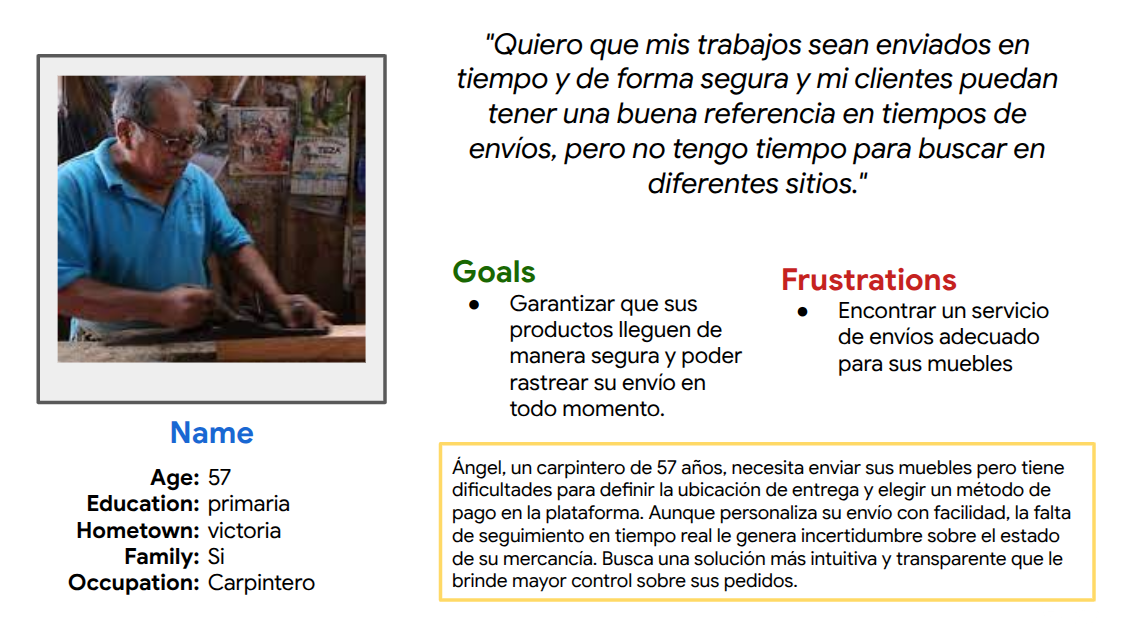 "Quiero que mis trabajos sean enviados en
tiempo y de forma segura y mi clientes puedan
tener una buena referencia en tiempos de
envíos, pero no tengo tiempo para buscar en
diferentes sitios."
TEZA
Goals
● Garantizar que sus
productos lleguen de
manera segura y poder
rastrear su envío en
todo momento.
Frustrations
● Encontrar un servicio
de envíos adecuado
para sus muebles
Name
Age: 57
Education: primaria
Hometown: victoria
Family: Si
Occupation: Carpintero
Ángel, un carpintero de 57 años, necesita enviar sus muebles pero tiene
dificultades para definir la ubicación de entrega y elegir un método de
pago en la plataforma. Aunque personaliza su envío con facilidad, la falta
de seguimiento en tiempo real le genera incertidumbre sobre el estado
de su mercancía. Busca una solución más intuitiva y transparente que le
brinde mayor control sobre sus pedidos.